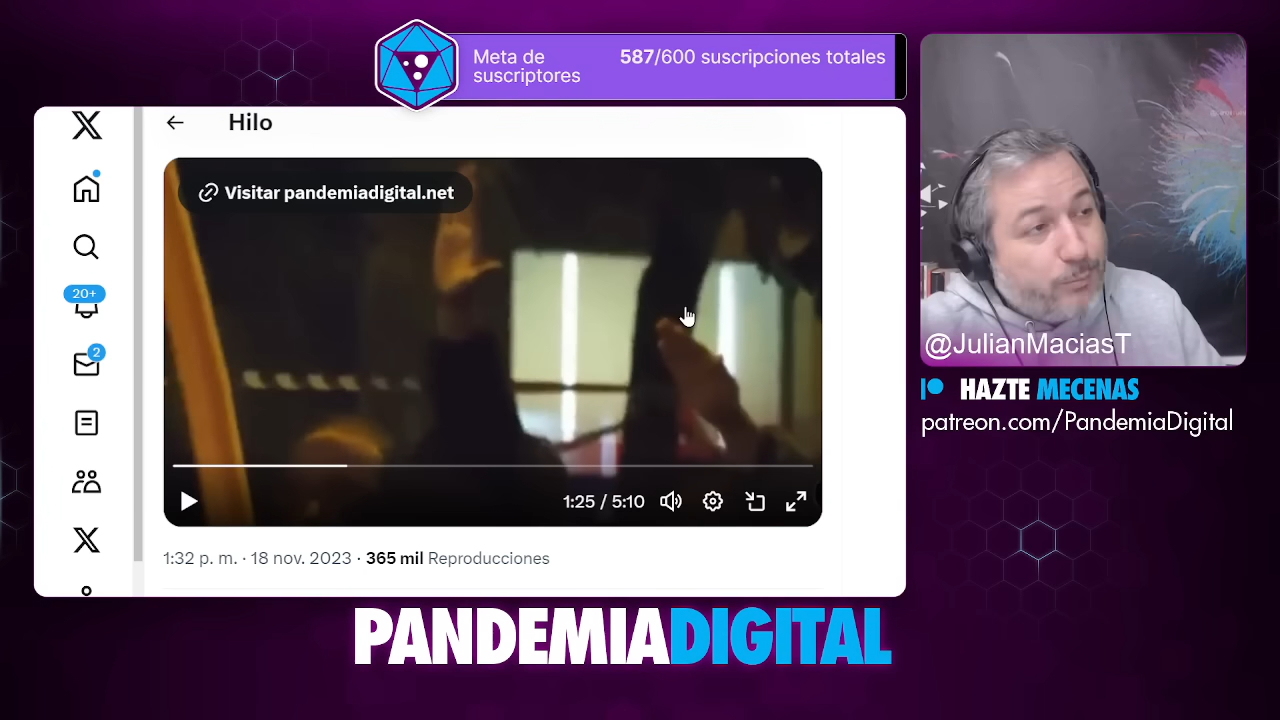 Meta de
suscriptores
587/600 suscripciones totales
Hilo
Visitar pandemiadigital.net
20+
2
1:25 / 5:10
1:32 p. m. · 18 nov. 2023 · 365 mil Reproducciones
@JulianMaciasT
HAZTE MECENAS
patreon.com/PandemiaDigital
PANDEMIADIGITAL